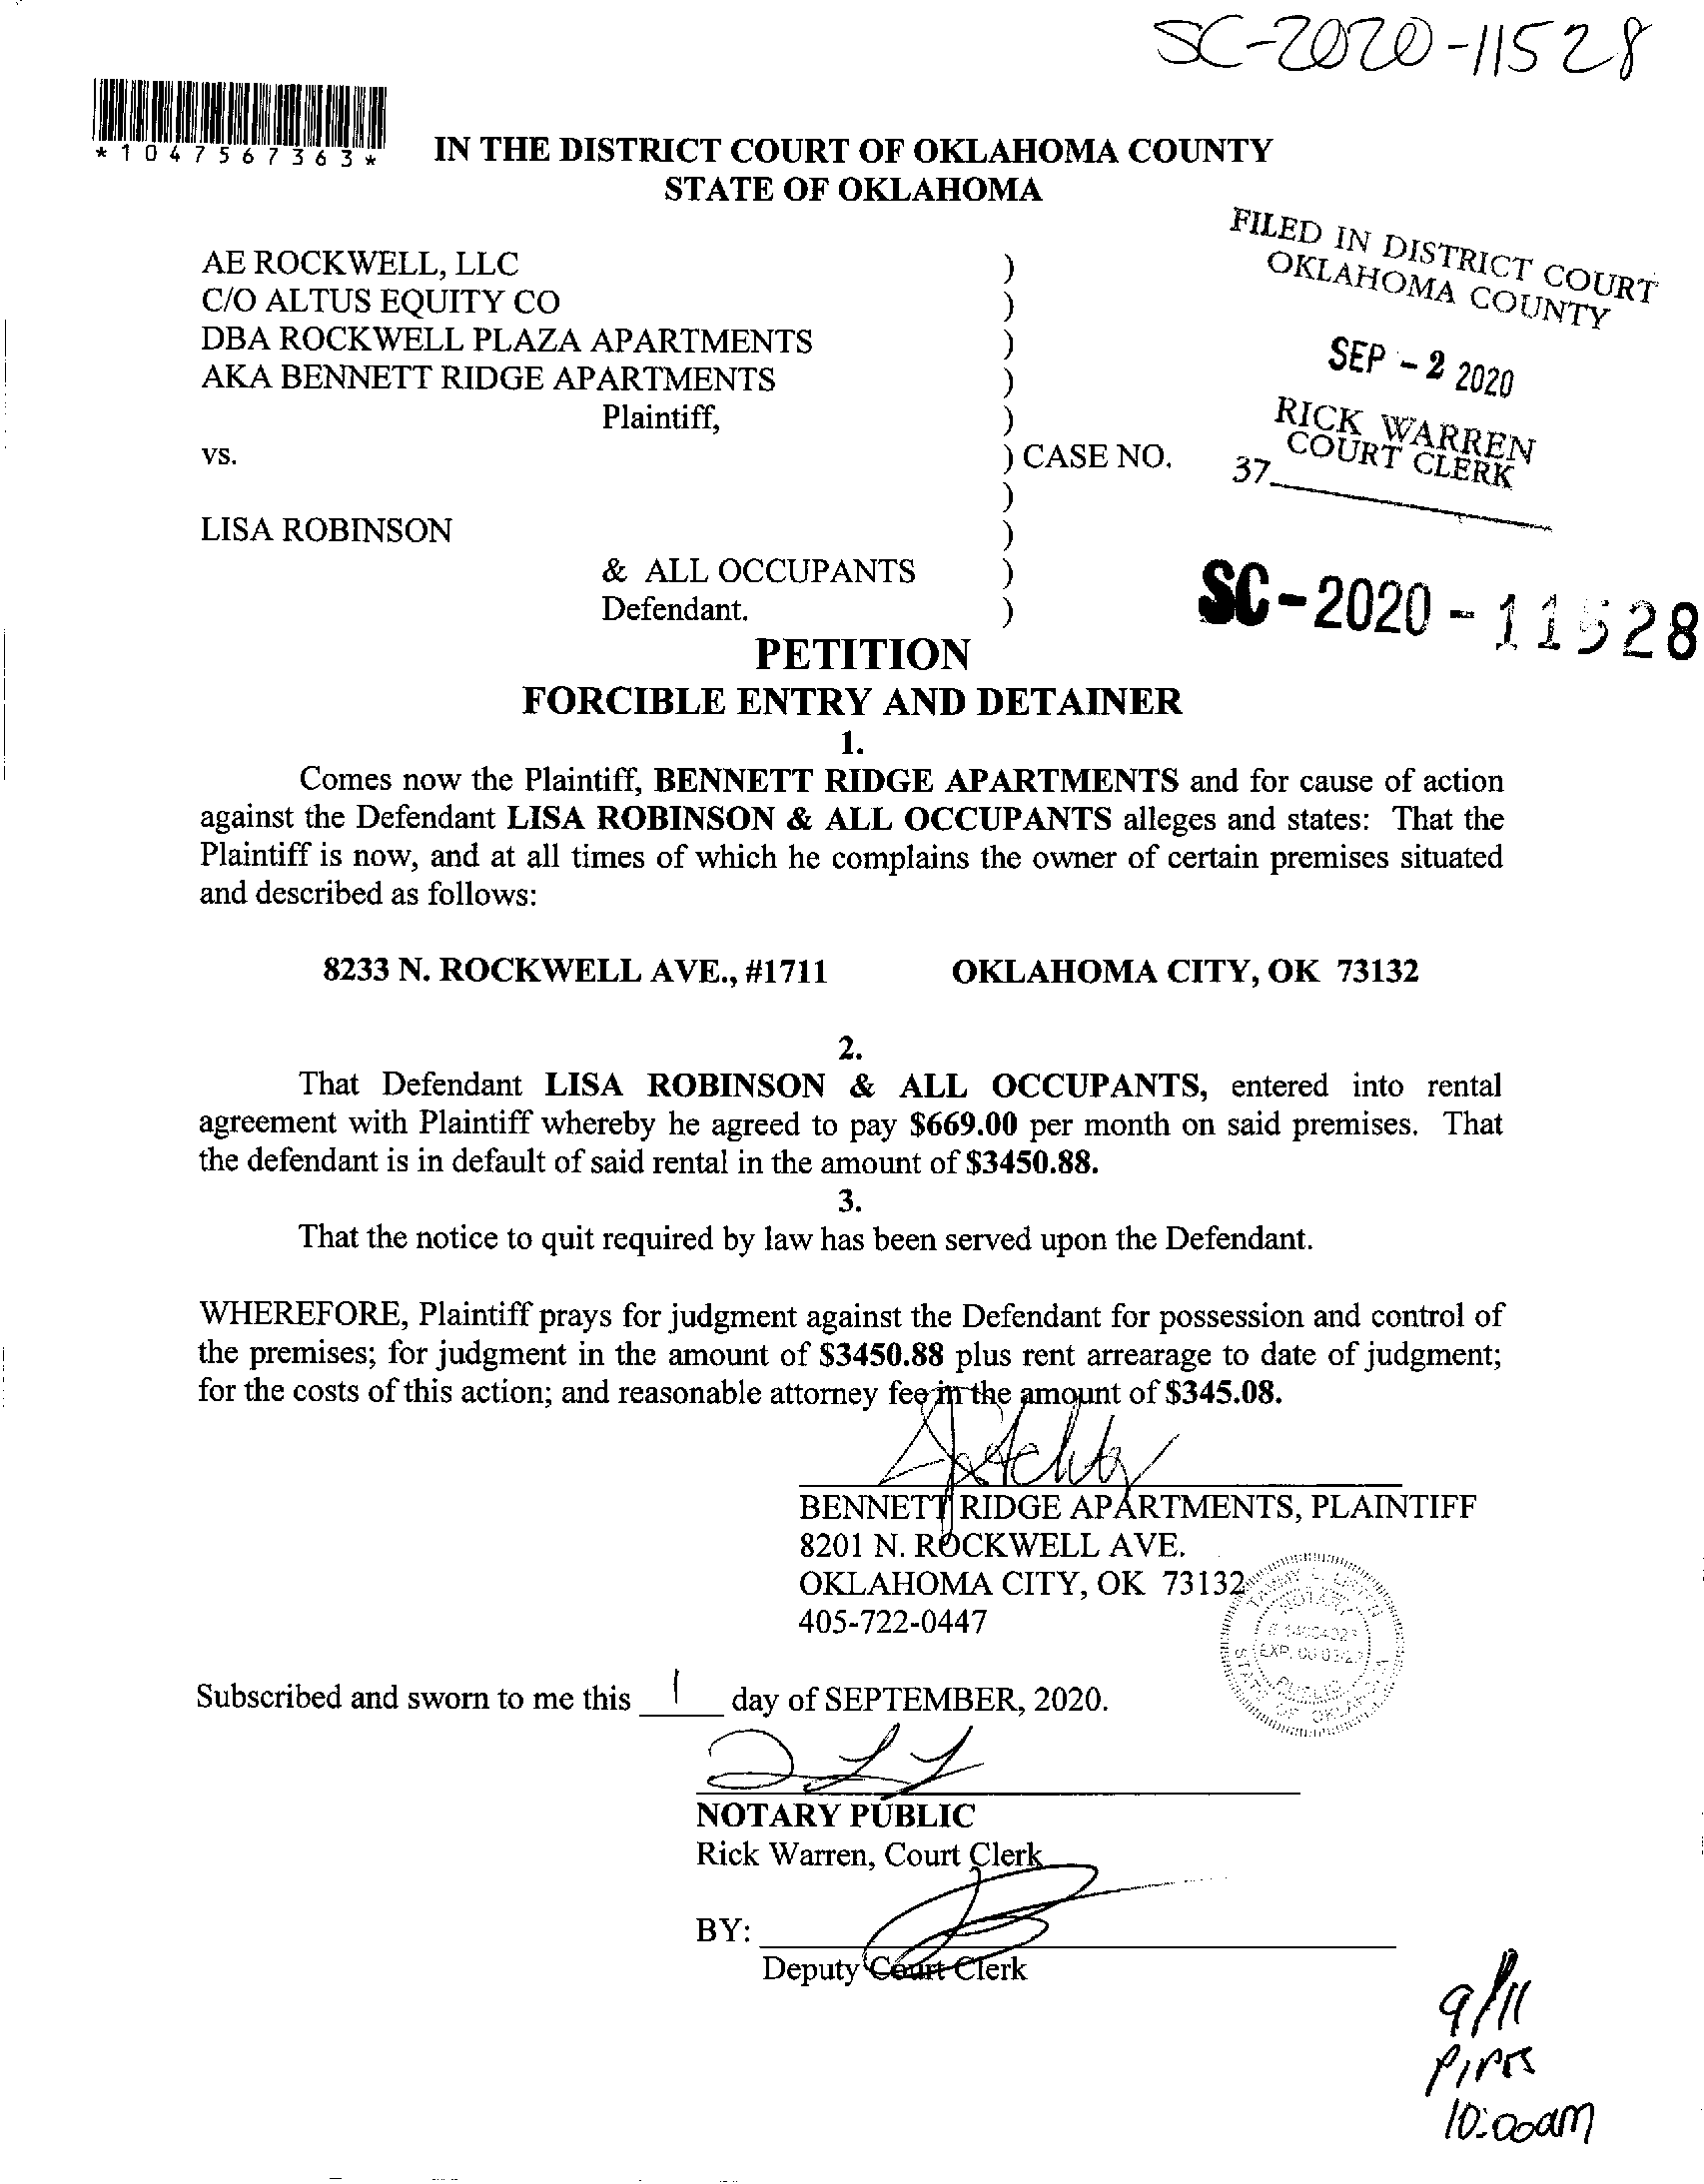 SC-2020-11528
*1047567363*
IN THE DISTRICT COURT OF OKLAHOMA COUNTY
STATE OF OKLAHOMA
FILED IN DISTRICT COURT
OKLAHOMA COUNTY
SEP - 2 2020
RICK WARREN
COURT CLERK
37
AE ROCKWELL, LLC )
C/O ALTUS EQUITY CO )
DBA ROCKWELL PLAZA APARTMENTS )
AKA BENNETT RIDGE APARTMENTS )
Plaintiff, )
vs. ) CASE NO.
)
LISA ROBINSON )
& ALL OCCUPANTS )
Defendant. )
SC-2020-11528
PETITION
FORCIBLE ENTRY AND DETAINER
1.
Comes now the Plaintiff, BENNETT RIDGE APARTMENTS and for cause of action
against the Defendant LISA ROBINSON & ALL OCCUPANTS alleges and states: That the
Plaintiff is now, and at all times of which he complains the owner of certain premises situated
and described as follows:
8233 N. ROCKWELL AVE., #1711 OKLAHOMA CITY, OK 73132
2.
That Defendant LISA ROBINSON & ALL OCCUPANTS, entered into rental
agreement with Plaintiff whereby he agreed to pay $669.00 per month on said premises. That
the defendant is in default of said rental in the amount of $3450.88.
3.
That the notice to quit required by law has been served upon the Defendant.
WHEREFORE, Plaintiff prays for judgment against the Defendant for possession and control of
the premises; for judgment in the amount of $3450.88 plus rent arrearage to date of judgment;
for the costs of this action; and reasonable attorney fee in the amount of $345.08.
BENNETT RIDGE APARTMENTS, PLAINTIFF
8201 N. ROCKWELL AVE.
OKLAHOMA CITY, OK 73132
405-722-0447
NOTARY
PUBLIC
STATE OF OKLAHOMA
Subscribed and sworn to me this 1 day of SEPTEMBER, 2020.
NOTARY PUBLIC
Rick Warren, Court Clerk
BY:
Deputy Court Clerk
9/11
10:00am